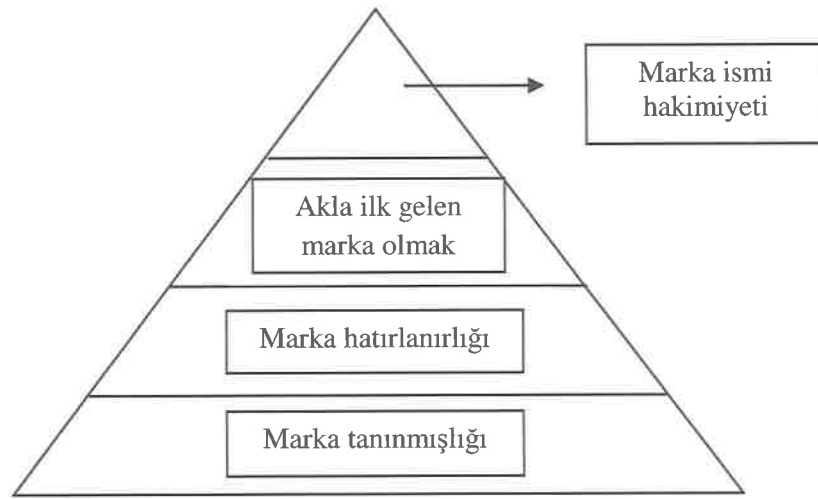 Marka ismi
hakimiyeti
Akla ilk gelen
marka olmak
Marka hatırlanırlığı
Marka tanınmışlığı